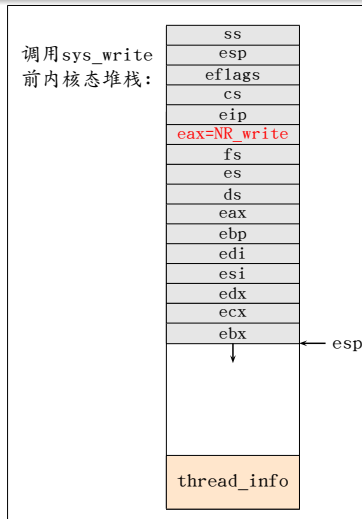 调用sys_write
前内核态堆栈：
ss
esp
eflags
cs
eip
eax=NR_write
fs
es
ds
eax
ebp
edi
esi
edx
ecx
ebx
esp
thread_info